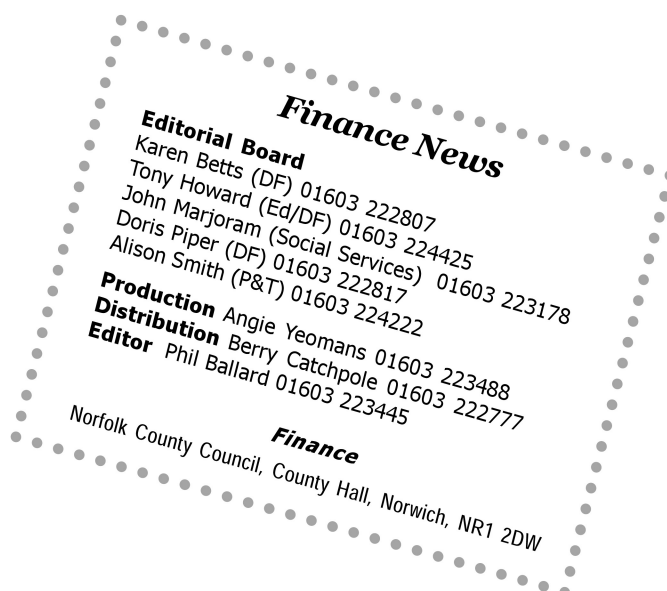 Finance News
Editorial Board
Karen Betts (DF) 01603 222807
Tony Howard (Ed/DF) 01603 224425
John Marjoram (Social Services) 01603 223178
Doris Piper (DF) 01603 222817
Alison Smith (P&T) 01603 224222
Production Angie Yeomans 01603 223488
Distribution Berry Catchpole 01603 222777
Editor Phil Ballard 01603 223445
Finance
Norfolk County Council, County Hall, Norwich, NR1 2DW